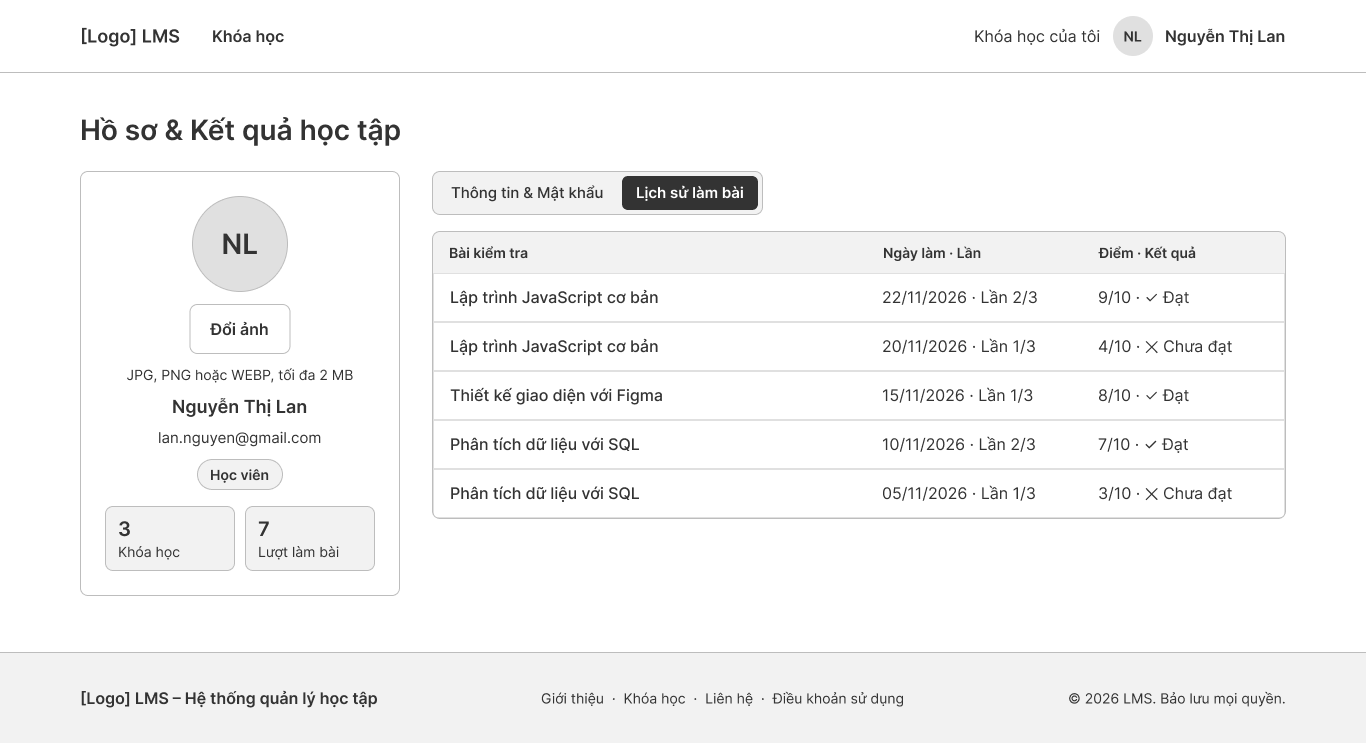 [Logo] LMS Khóa học Khóa học của tôi NL Nguyễn Thị Lan
Hồ sơ & Kết quả học tập
NL
Đổi ảnh
JPG, PNG hoặc WEBP, tối đa 2 MB
Nguyễn Thị Lan
lan.nguyen@gmail.com
Học viên
3
Khóa học
7
Lượt làm bài
Thông tin & Mật khẩu Lịch sử làm bài
Bài kiểm tra Ngày làm · Lần Điểm · Kết quả
Lập trình JavaScript cơ bản 22/11/2026 · Lần 2/3 9/10 · ✓ Đạt
Lập trình JavaScript cơ bản 20/11/2026 · Lần 1/3 4/10 · ✕ Chưa đạt
Thiết kế giao diện với Figma 15/11/2026 · Lần 1/3 8/10 · ✓ Đạt
Phân tích dữ liệu với SQL 10/11/2026 · Lần 2/3 7/10 · ✓ Đạt
Phân tích dữ liệu với SQL 05/11/2026 · Lần 1/3 3/10 · ✕ Chưa đạt
[Logo] LMS – Hệ thống quản lý học tập Giới thiệu · Khóa học · Liên hệ · Điều khoản sử dụng © 2026 LMS. Bảo lưu mọi quyền.